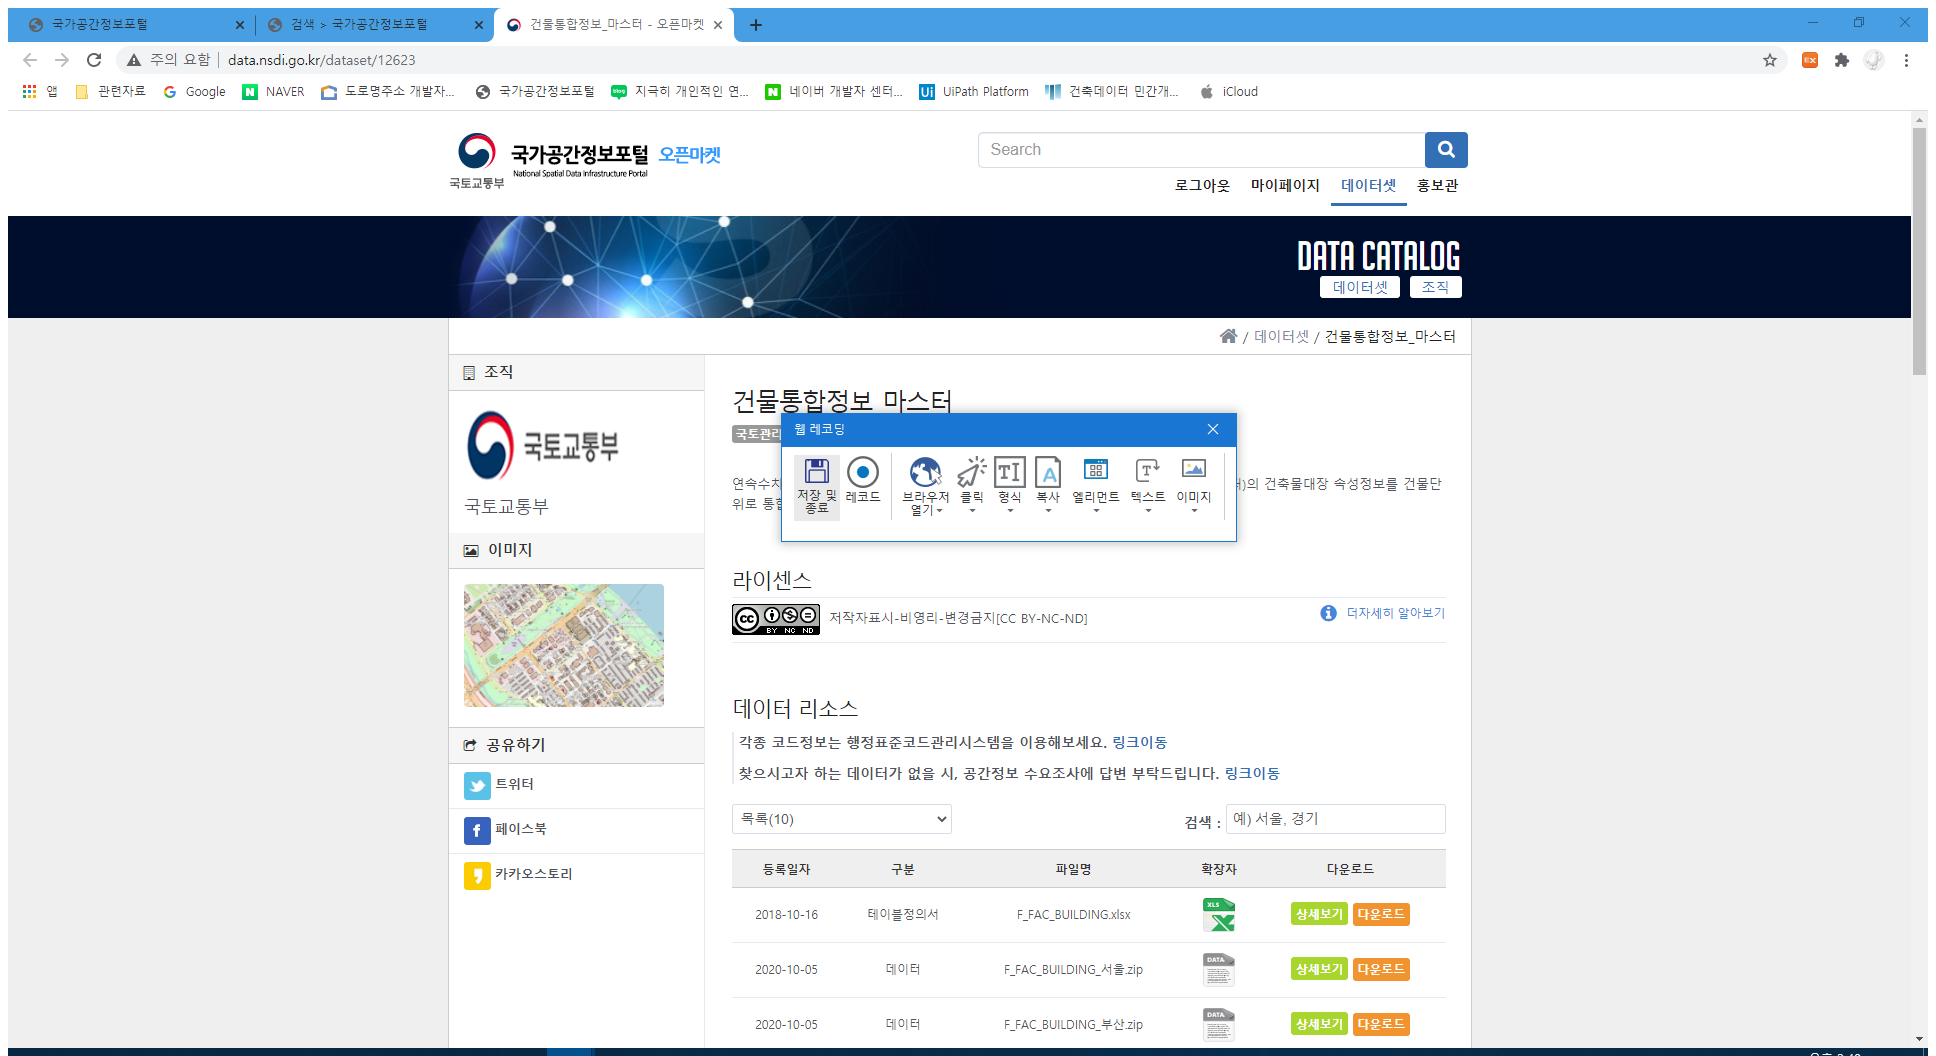 국가공간정보포털
검색 > 국가공간정보포털
건물통합정보_마스터 - 오픈마켓
주의 요함
data.nsdi.go.kr/dataset/12623
앱
관련자료
Google
NAVER
도로명주소 개발자...
국가공간정보포털
지극히 개인적인 연...
네이버 개발자 센터...
UiPath Platform
건축데이터 민간개...
iCloud
국토교통부
국가공간정보포털 오픈마켓
National Spatial Data Infrastructure Portal
Search
로그아웃 마이페이지 데이터셋 홍보관
DATA CATALOG
데이터셋 조직
/ 데이터셋 / 건물통합정보_마스터
조직
국토교통부
국토교통부
이미지
공유하기
트위터
페이스북
카카오스토리
건물통합정보 마스터
국토관리
연속수치
)의 건축물대장 속성정보를 건물단
위로 통합
웹 레코딩
저장 및
종료
레코드
브라우저
열기
클릭
형식
복사
엘리먼트
텍스트
이미지
라이센스
cc BY NC ND
저작자표시-비영리-변경금지[CC BY-NC-ND]
더자세히 알아보기
데이터 리소스
각종 코드정보는 행정표준코드관리시스템을 이용해보세요. 링크이동
찾으시고자 하는 데이터가 없을 시, 공간정보 수요조사에 답변 부탁드립니다. 링크이동
목록(10)
검색 : 예) 서울, 경기
등록일자 구분 파일명 확장자 다운로드
2018-10-16 테이블정의서 F_FAC_BUILDING.xlsx XLS 상세보기 다운로드
2020-10-05 데이터 F_FAC_BUILDING_서울.zip DATA 상세보기 다운로드
2020-10-05 데이터 F_FAC_BUILDING_부산.zip DATA 상세보기 다운로드